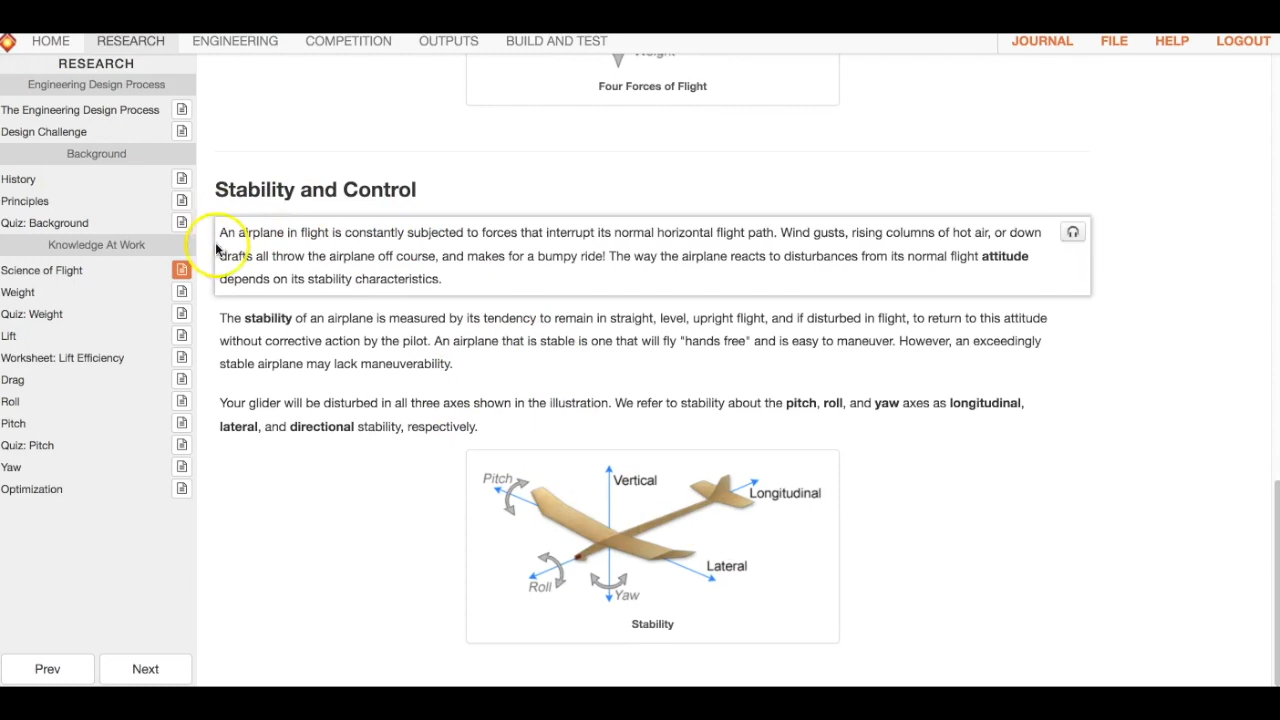 HOME RESEARCH ENGINEERING COMPETITION OUTPUTS BUILD AND TEST JOURNAL FILE HELP LOGOUT
RESEARCH
Engineering Design Process
The Engineering Design Process
Design Challenge
Background
History
Principles
Quiz: Background
Knowledge At Work
Science of Flight
Weight
Quiz: Weight
Lift
Worksheet: Lift Efficiency
Drag
Roll
Pitch
Quiz: Pitch
Yaw
Optimization
Prev Next
Weight
Four Forces of Flight
Stability and Control
An airplane in flight is constantly subjected to forces that interrupt its normal horizontal flight path. Wind gusts, rising columns of hot air, or down
drafts all throw the airplane off course, and makes for a bumpy ride! The way the airplane reacts to disturbances from its normal flight attitude
depends on its stability characteristics.
The stability of an airplane is measured by its tendency to remain in straight, level, upright flight, and if disturbed in flight, to return to this attitude
without corrective action by the pilot. An airplane that is stable is one that will fly "hands free" and is easy to maneuver. However, an exceedingly
stable airplane may lack maneuverability.
Your glider will be disturbed in all three axes shown in the illustration. We refer to stability about the pitch, roll, and yaw axes as longitudinal,
lateral, and directional stability, respectively.
Pitch
Vertical
Longitudinal
Lateral
Roll
Yaw
Stability